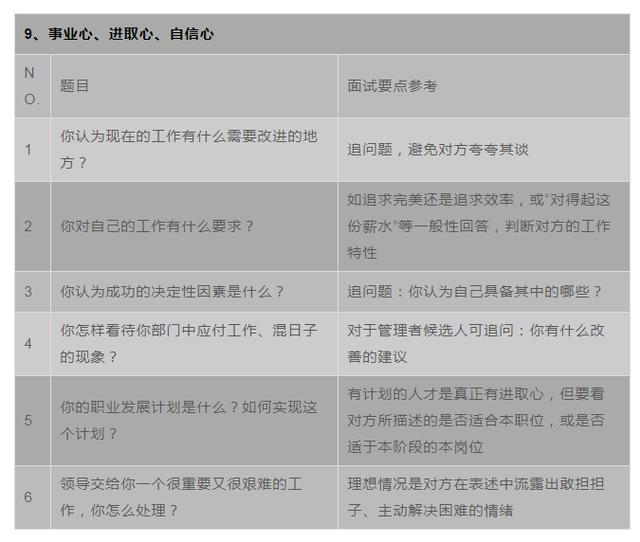 9、事业心、进取心、自信心
N
O.
题目
面试要点参考
1
你认为现在的工作有什么需要改进的地
方？
追问题，避免对方夸夸其谈
2
你对自己的工作有什么要求？
如追求完美还是追求效率，或“对得起这
份薪水”等一般性回答，判断对方的工作
特性
3
你认为成功的决定性因素是什么？
追问题：你认为自己具备其中的哪些？
4
你怎样看待你部门中应付工作、混日子
的现象？
对于管理者候选人可追问：你有什么改
善的建议
5
你的职业发展计划是什么？如何实现这
个计划？
有计划的人才是真正有进取心，但要看
对方所描述的是否适合本职位，或是否
适于本阶段的本岗位
6
领导交给你一个很重要又很艰难的工
作，你怎么处理？
理想情况是对方在表述中流露出敢担担
子、主动解决困难的情绪